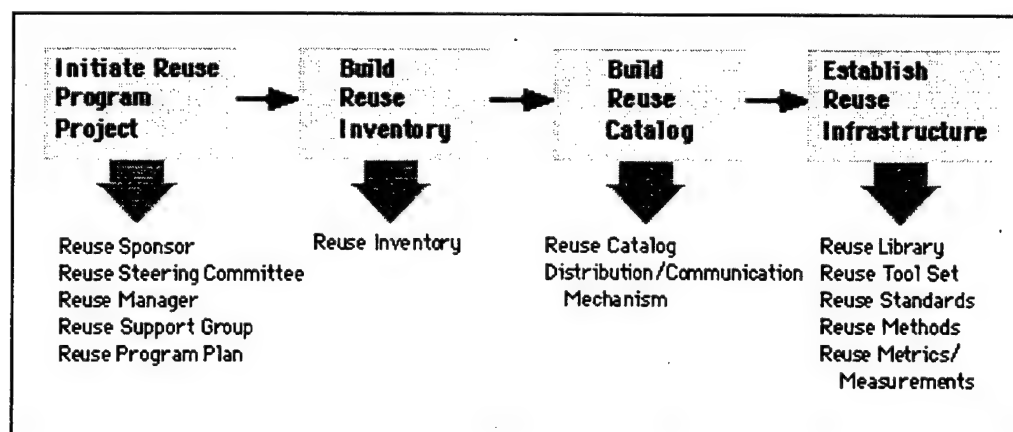 Initiate Reuse
Program
Project
Build
Reuse
Inventory
Build
Reuse
Catalog
Establish
Reuse
Infrastructure
Reuse Sponsor
Reuse Steering Committee
Reuse Manager
Reuse Support Group
Reuse Program Plan
Reuse Inventory
Reuse Catalog
Distribution/Communication
Mechanism
Reuse Library
Reuse Tool Set
Reuse Standards
Reuse Methods
Reuse Metrics/
Measurements